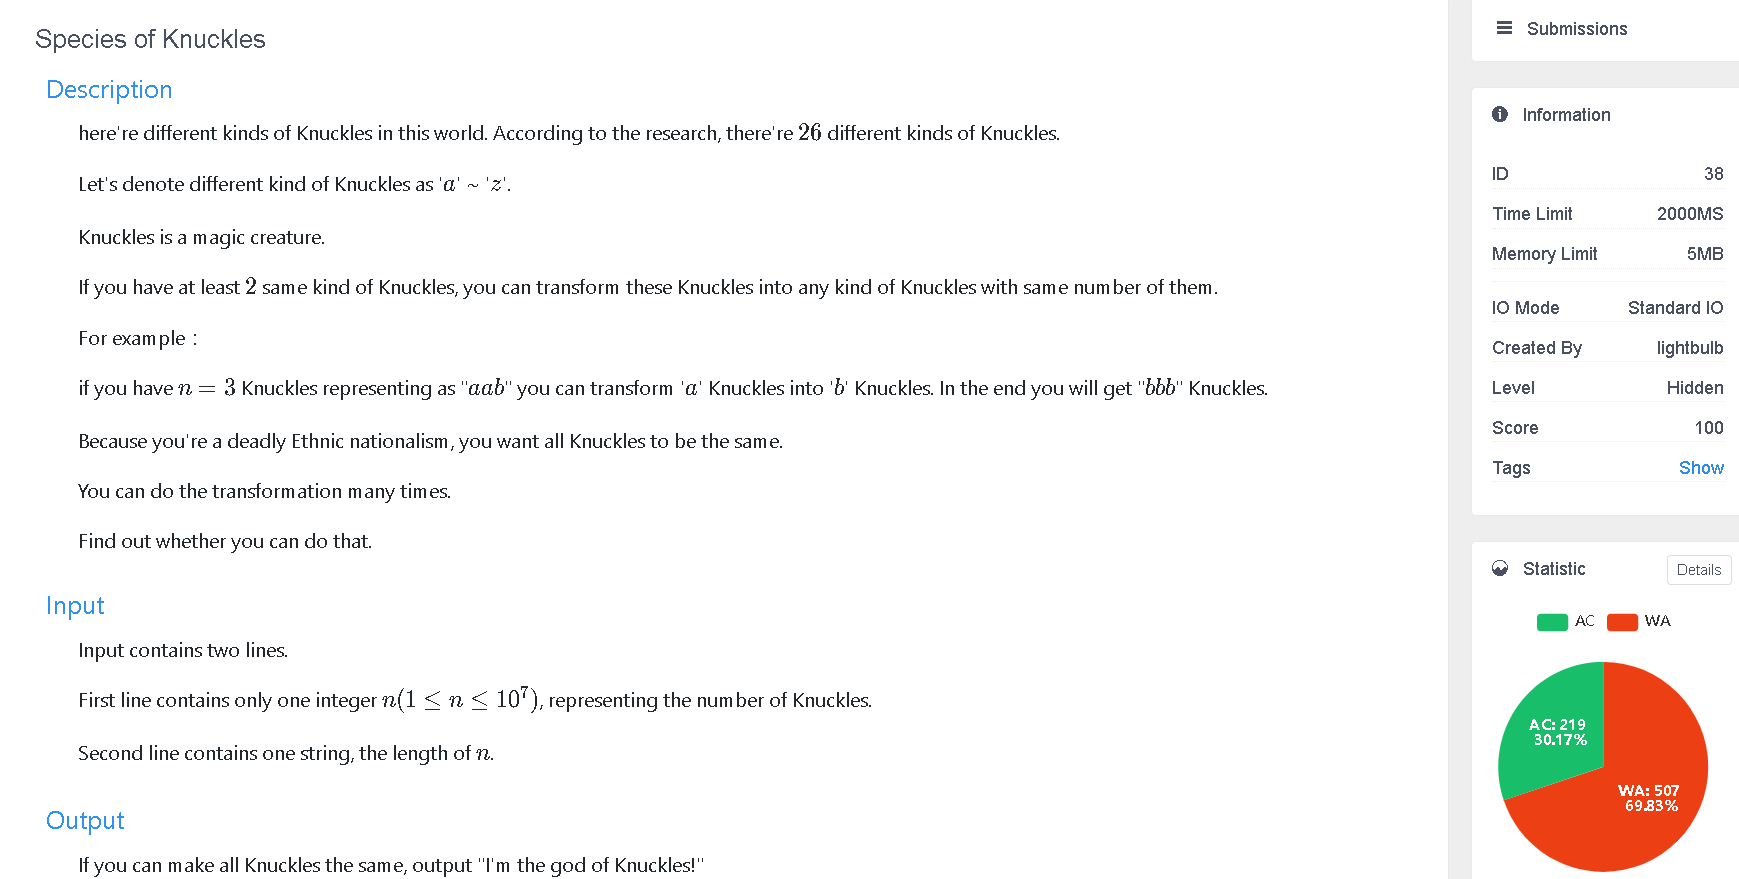 Species of Knuckles
Description
here're different kinds of Knuckles in this world. According to the research, there're 26 different kinds of Knuckles.
Let's denote different kind of Knuckles as 'a' ~ 'z'.
Knuckles is a magic creature.
If you have at least 2 same kind of Knuckles, you can transform these Knuckles into any kind of Knuckles with same number of them.
For example :
if you have n = 3 Knuckles representing as "aab" you can transform 'a' Knuckles into 'b' Knuckles. In the end you will get "bbb" Knuckles.
Because you're a deadly Ethnic nationalism, you want all Knuckles to be the same.
You can do the transformation many times.
Find out whether you can do that.
Input
Input contains two lines.
First line contains only one integer n(1 ≤ n ≤ 10⁷), representing the number of Knuckles.
Second line contains one string, the length of n.
Output
If you can make all Knuckles the same, output "I'm the god of Knuckles!"
Submissions
Information
ID 38
Time Limit 2000MS
Memory Limit 5MB
IO Mode Standard IO
Created By lightbulb
Level Hidden
Score 100
Tags Show
Statistic Details
AC WA
AC: 219
30.17%
WA: 507
69.83%